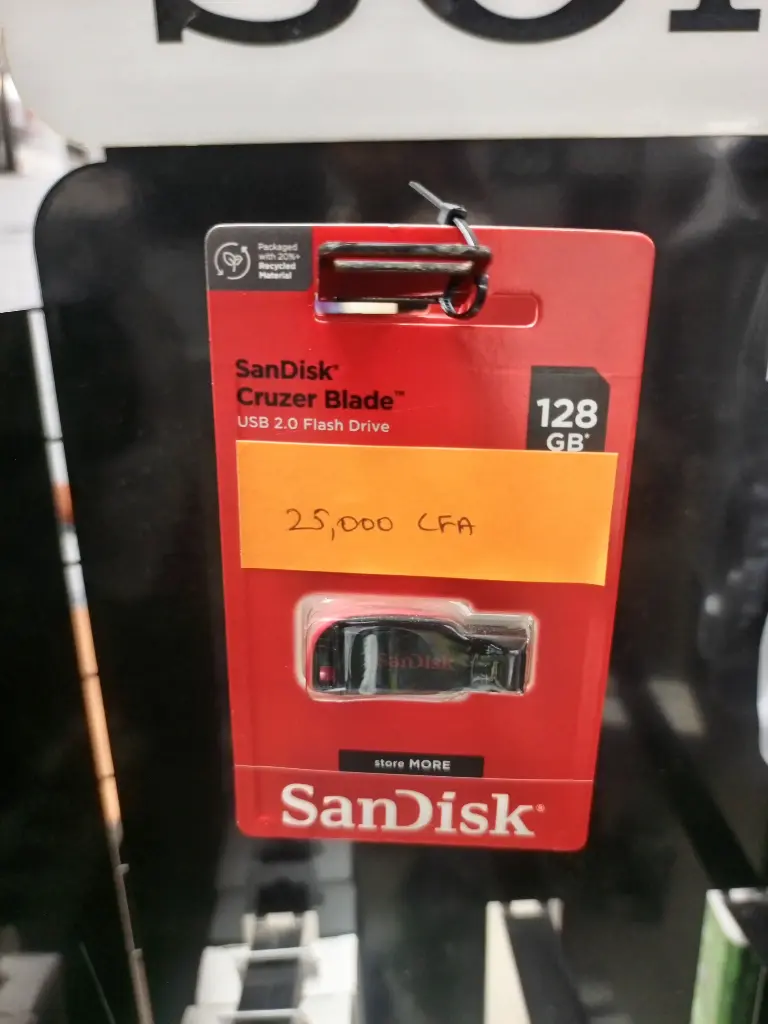 Packaged
with 20%+
Recycled
Material
SanDisk®
Cruzer Blade™
USB 2.0 Flash Drive
128
GB*
25,000 CFA
SanDisk
store MORE
SanDisk®